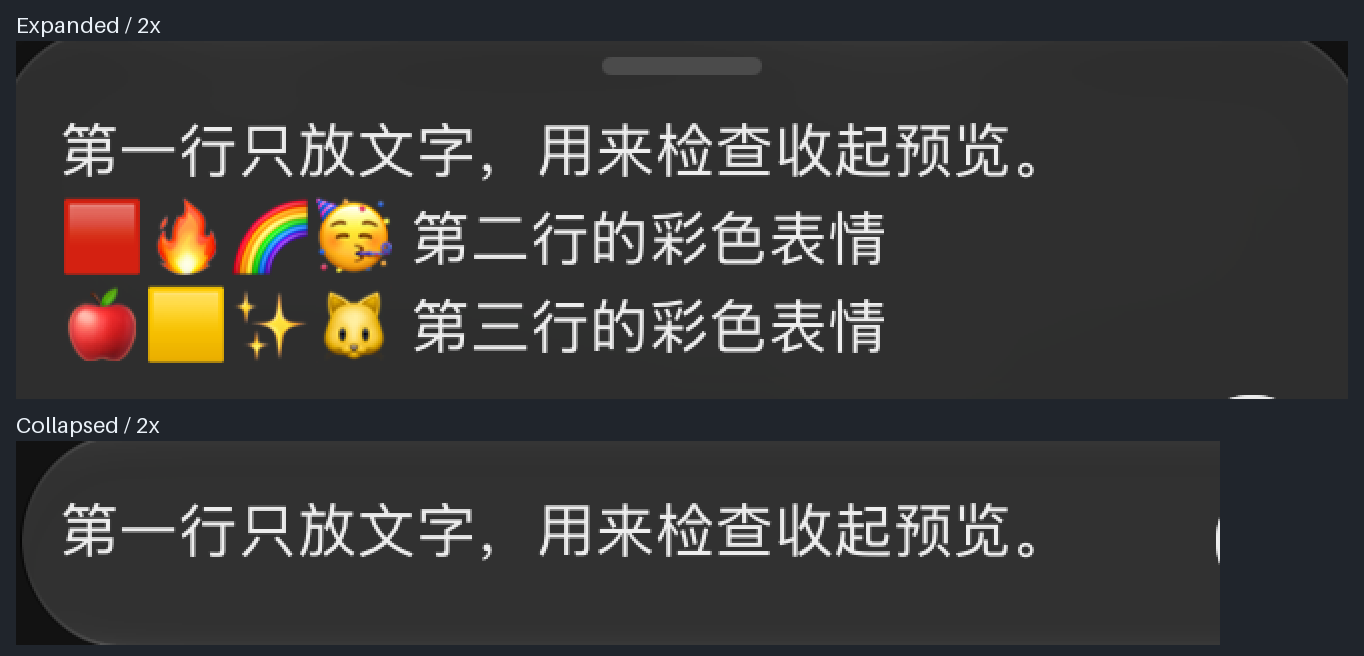 Expanded / 2x
第一行只放文字，用来检查收起预览。
🟥🔥🌈🥳 第二行的彩色表情
🍎🟨✨🐱 第三行的彩色表情
Collapsed / 2x
第一行只放文字，用来检查收起预览。